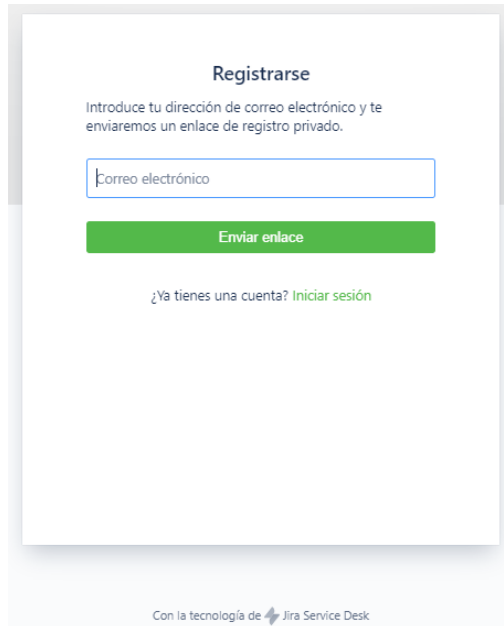 Registrarse
Introduce tu dirección de correo electrónico y te
enviaremos un enlace de registro privado.
Correo electrónico
Enviar enlace
¿Ya tienes una cuenta? Iniciar sesión
Con la tecnología de Jira Service Desk